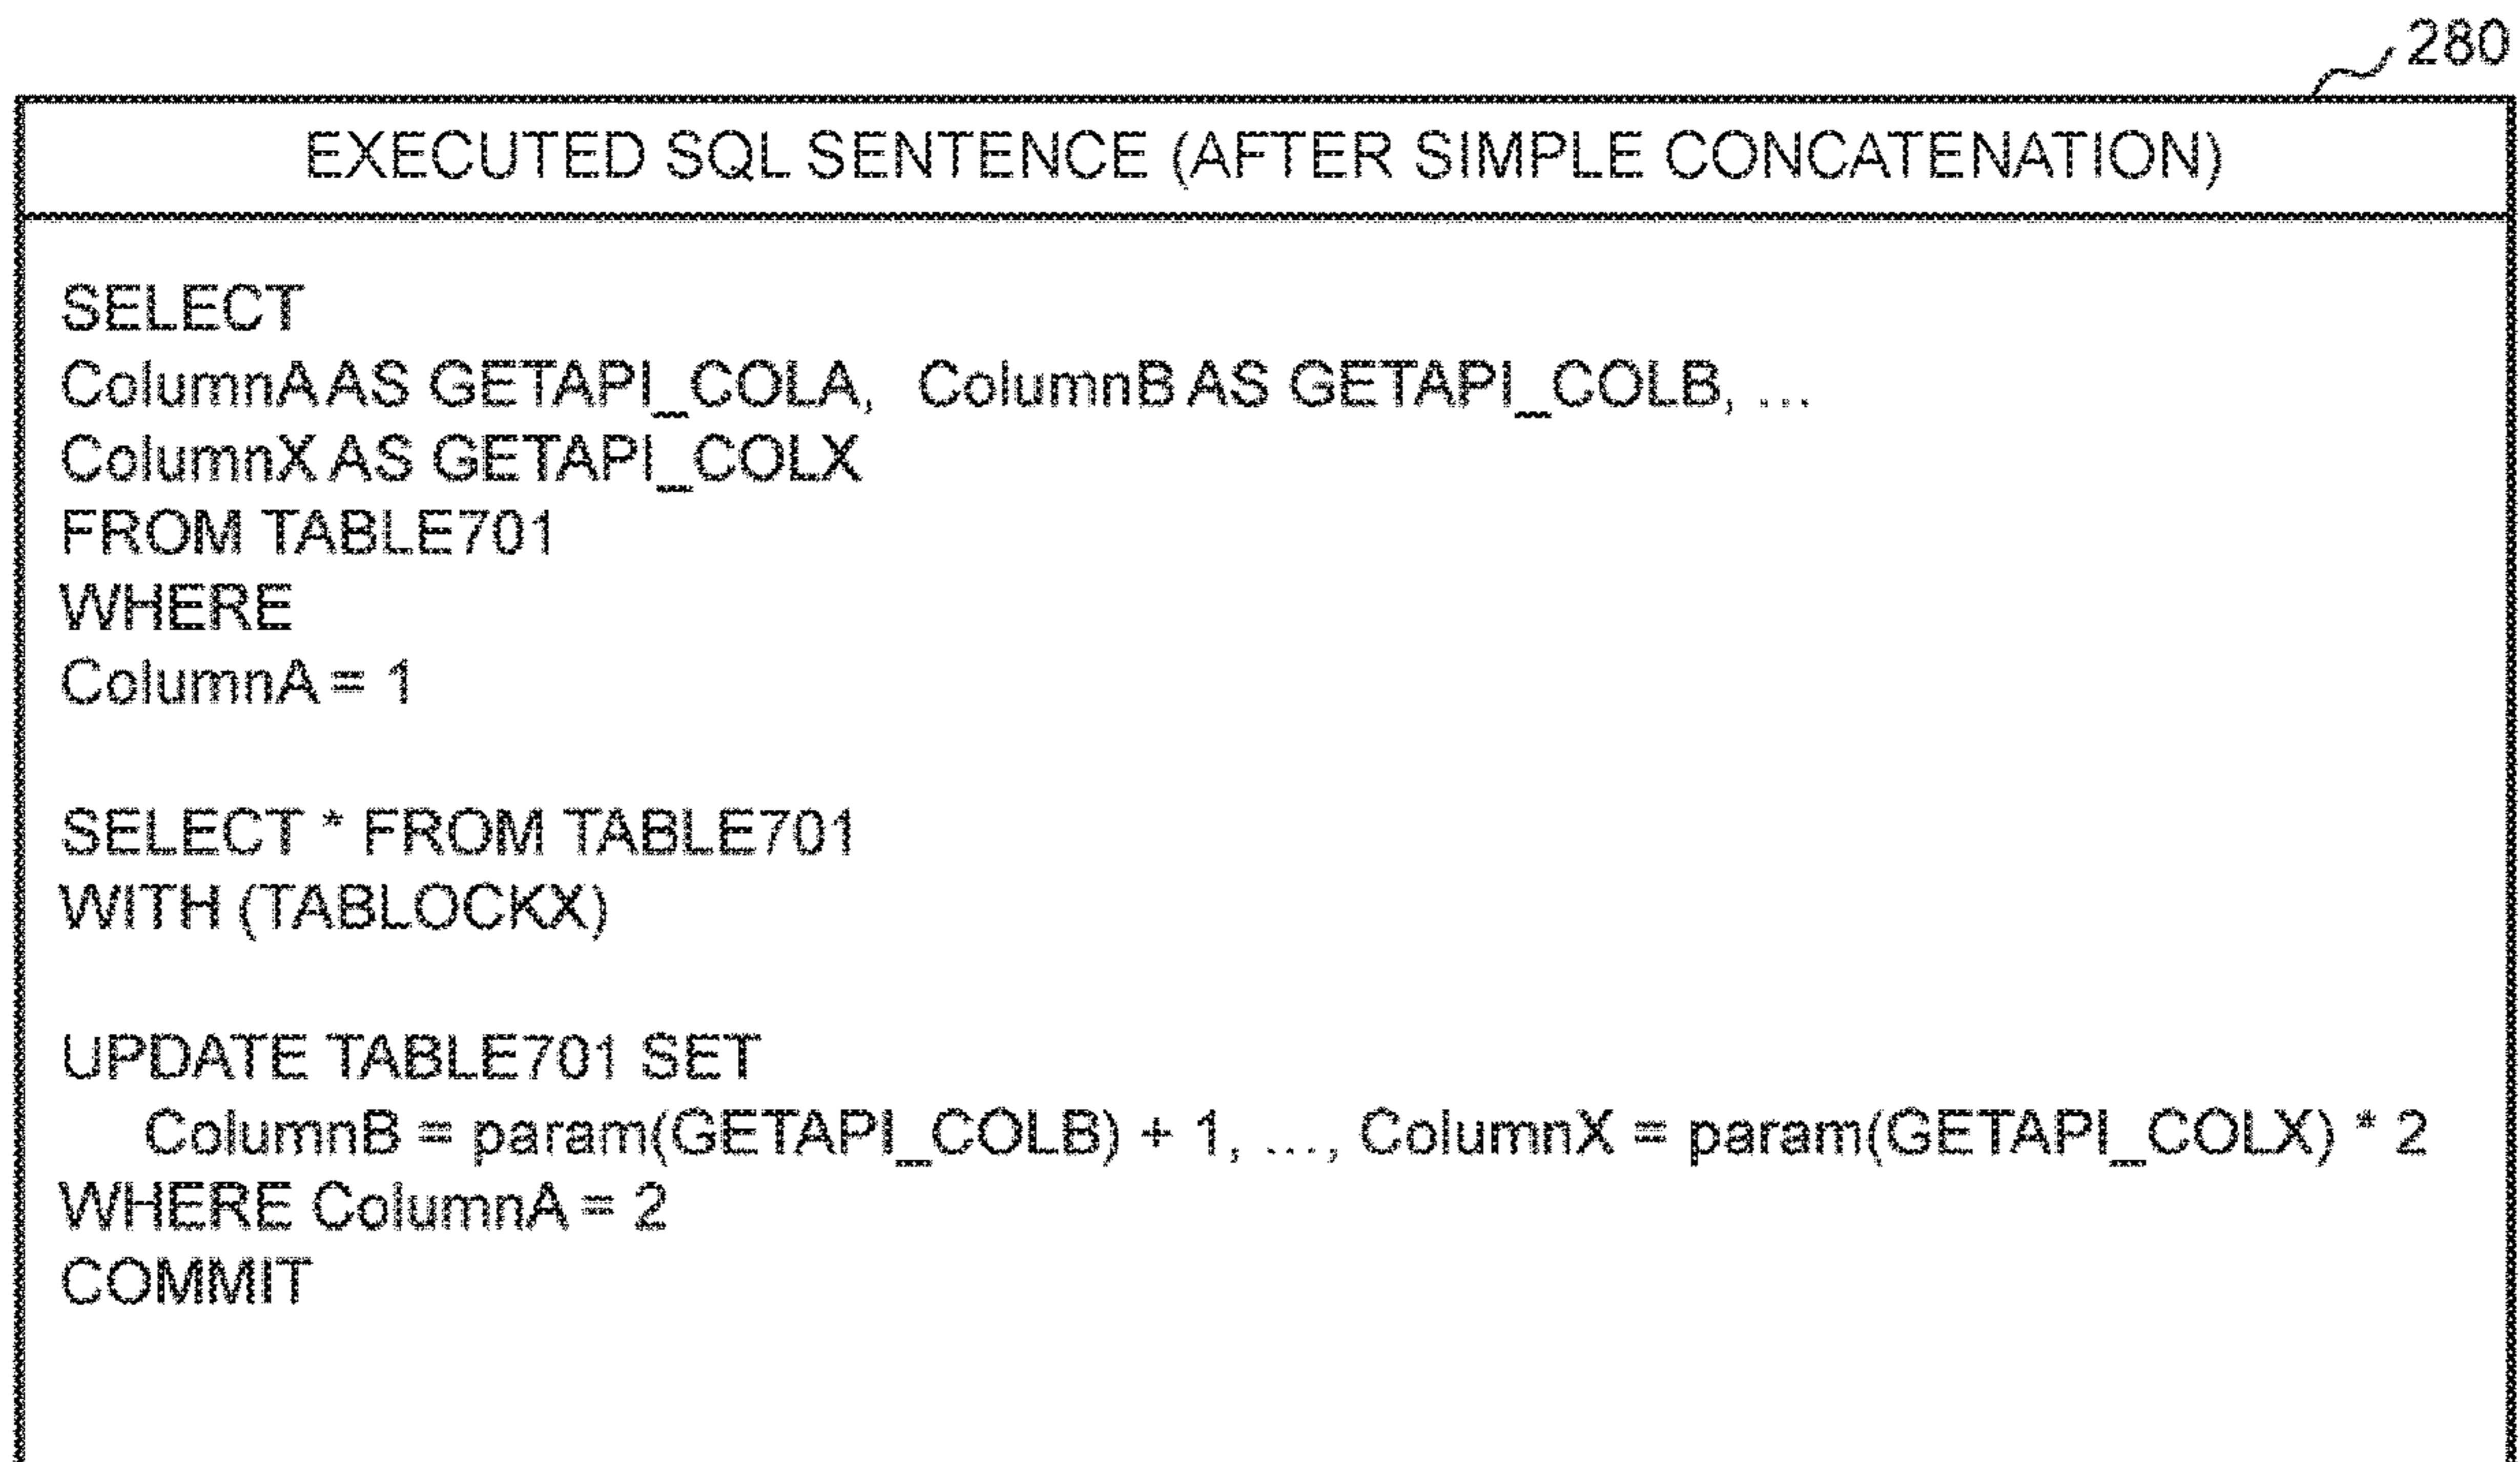 280
EXECUTED SQL SENTENCE (AFTER SIMPLE CONCATENATION)
SELECT
ColumnA AS GETAPI_COLA, ColumnB AS GETAPI_COLB, ...
ColumnX AS GETAPI_COLX
FROM TABLE701
WHERE
ColumnA = 1
SELECT * FROM TABLE701
WITH (TABLOCKX)
UPDATE TABLE701 SET
ColumnB = param(GETAPI_COLB) + 1, ..., ColumnX = param(GETAPI_COLX) * 2
WHERE ColumnA = 2
COMMIT